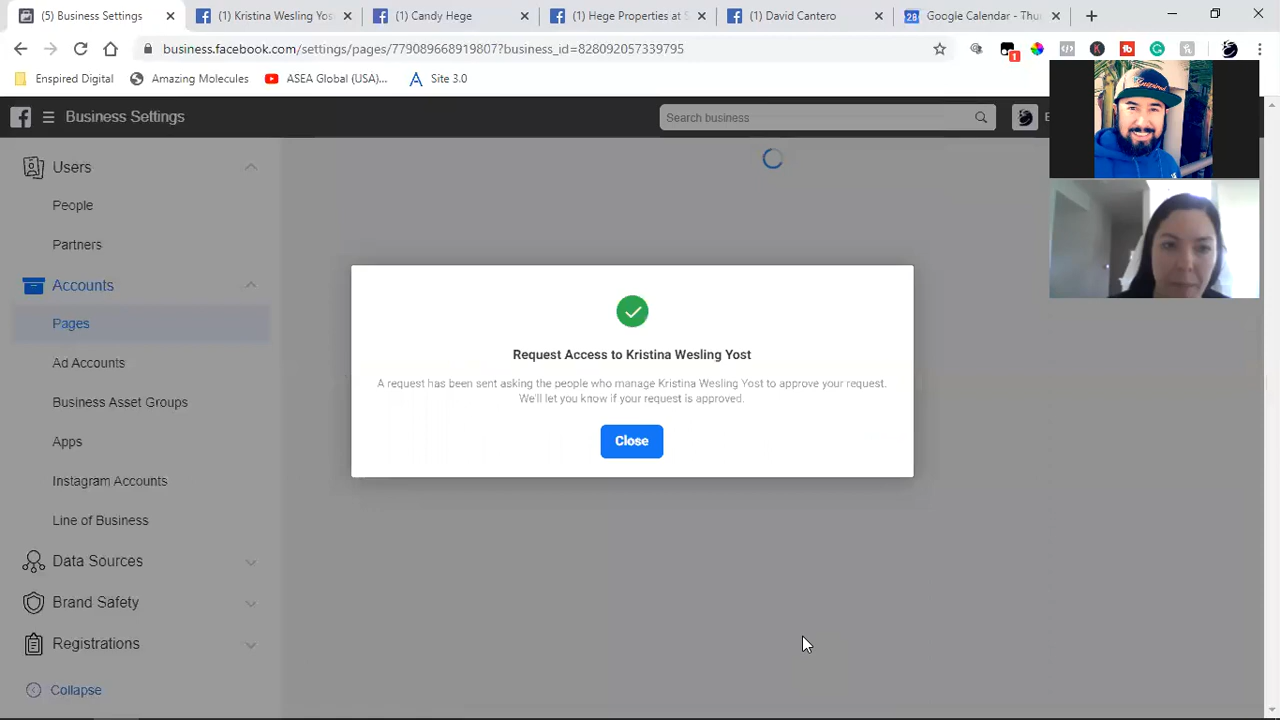 (5) Business Settings
(1) Kristina Wesling Yos
(1) Candy Hege
(1) Hege Properties at S
(1) David Cantero
28
Google Calendar - Thu
business.facebook.com/settings/pages/779089668919807?business_id=828092057339795
1
Enspired Digital
Amazing Molecules
ASEA Global (USA)...
Site 3.0
Business Settings
Search business
Users
People
Partners
Accounts
Pages
Ad Accounts
Business Asset Groups
Apps
Instagram Accounts
Line of Business
Data Sources
Brand Safety
Registrations
Collapse
Request Access to Kristina Wesling Yost
A request has been sent asking the people who manage Kristina Wesling Yost to approve your request.
We'll let you know if your request is approved.
Close